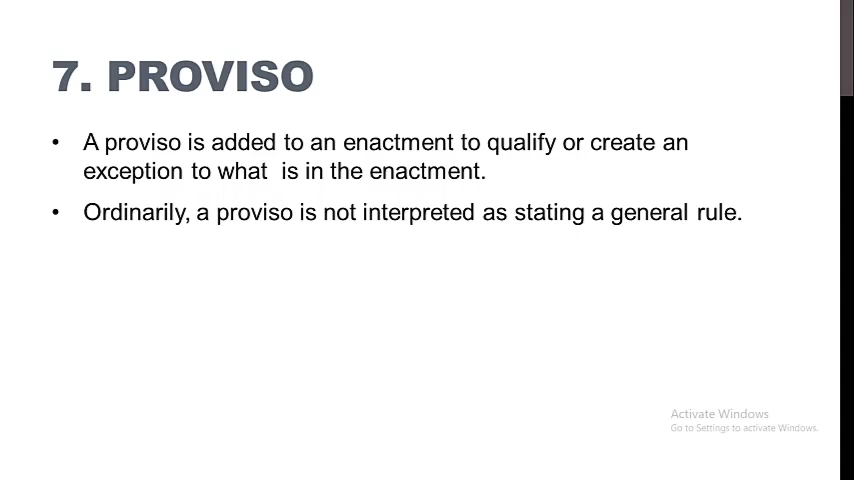 7. PROVISO
• A proviso is added to an enactment to qualify or create an
exception to what  is in the enactment.
• Ordinarily, a proviso is not interpreted as stating a general rule.
Activate Windows
Go to Settings to activate Windows.